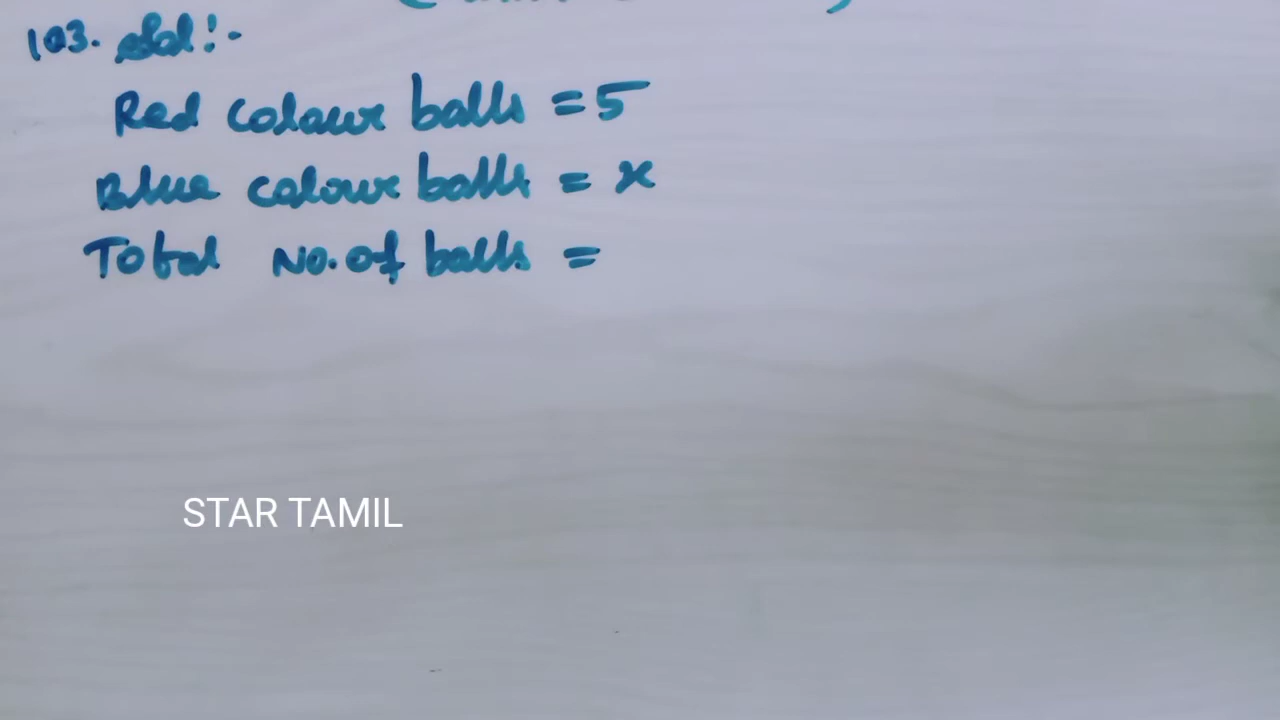 103. Sol:-
Red colour balls = 5
Blue colour balls = x
Total No. of balls =
STAR TAMIL